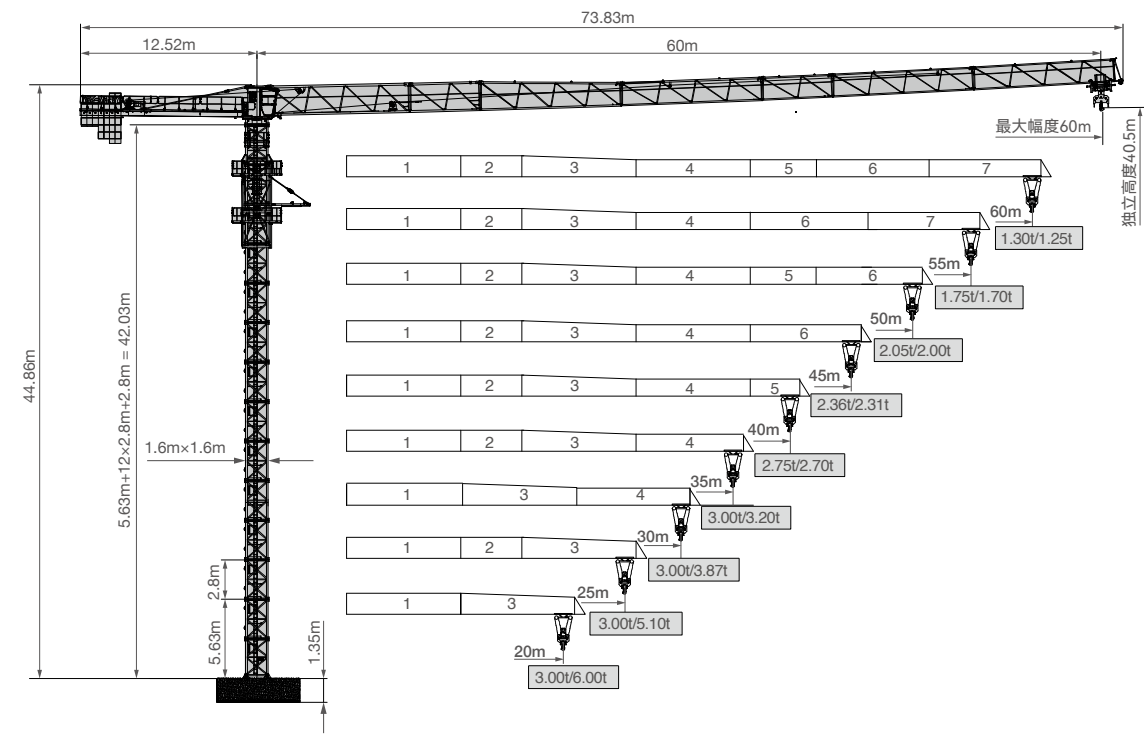 73.83m
12.52m
60m
最大幅度60m
独立高度40.5m
44.86m
5.63m+12×2.8m+2.8m = 42.03m
1.6m×1.6m
2.8m
5.63m
1.35m
1 2 3 4 5 6 7
60m
1.30t/1.25t
1 2 3 4 6 7
55m
1.75t/1.70t
1 2 3 4 5 6
50m
2.05t/2.00t
1 2 3 4 6
45m
2.36t/2.31t
1 2 3 4 5
40m
2.75t/2.70t
1 2 3 4
35m
3.00t/3.20t
1 3 4
30m
3.00t/3.87t
1 2 3
25m
3.00t/5.10t
1 3
20m
3.00t/6.00t